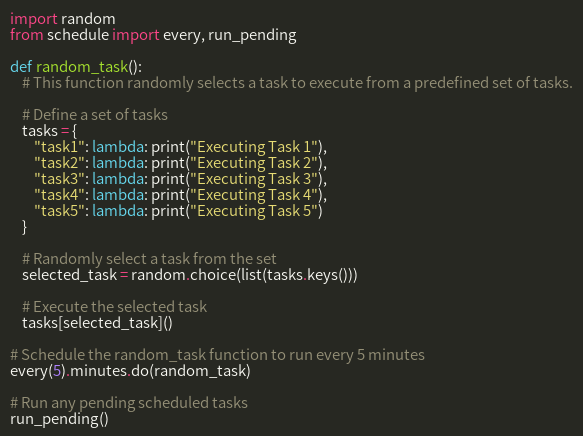 import random
from schedule import every, run_pending

def random_task():
    # This function randomly selects a task to execute from a predefined set of tasks.

    # Define a set of tasks
    tasks = {
        "task1": lambda: print("Executing Task 1"),
        "task2": lambda: print("Executing Task 2"),
        "task3": lambda: print("Executing Task 3"),
        "task4": lambda: print("Executing Task 4"),
        "task5": lambda: print("Executing Task 5")
    }

    # Randomly select a task from the set
    selected_task = random.choice(list(tasks.keys()))

    # Execute the selected task
    tasks[selected_task]()

# Schedule the random_task function to run every 5 minutes
every(5).minutes.do(random_task)

# Run any pending scheduled tasks
run_pending()